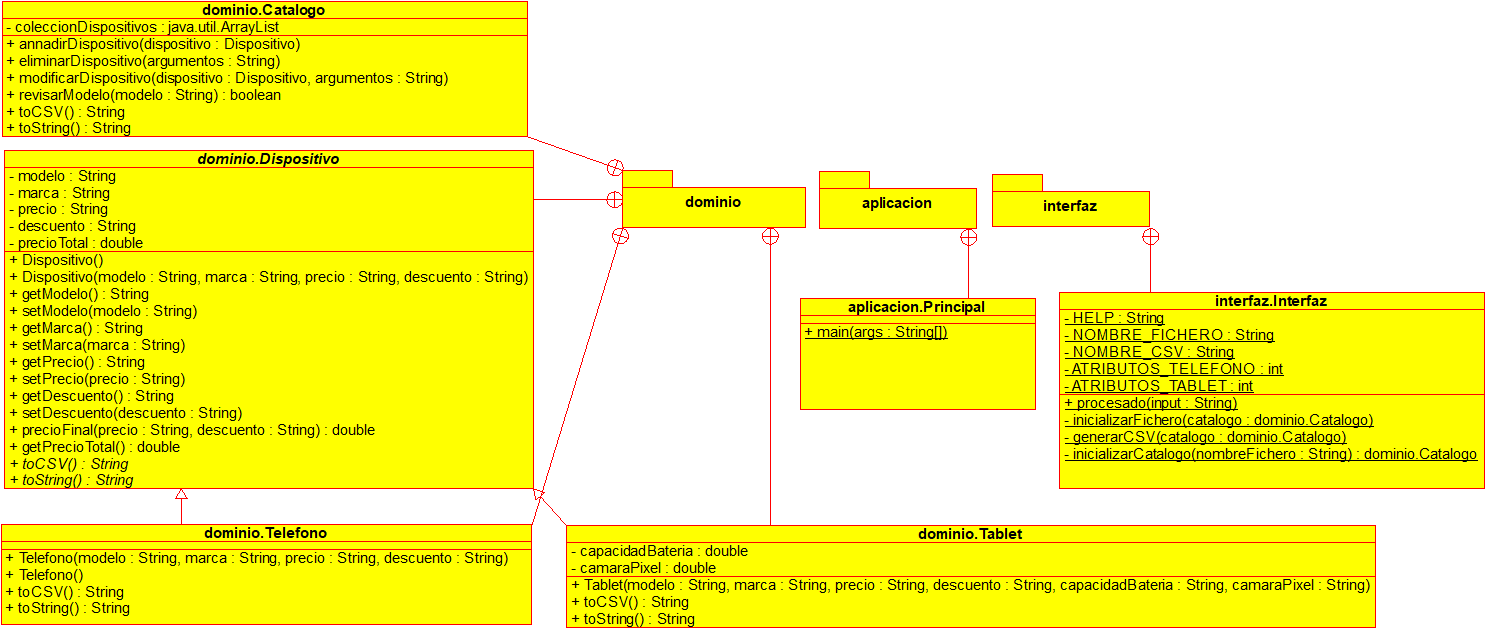 dominio.Catalogo
- coleccionDispositivos : java.util.ArrayList
+ annadirDispositivo(dispositivo : Dispositivo)
+ eliminarDispositivo(argumentos : String)
+ modificarDispositivo(dispositivo : Dispositivo, argumentos : String)
+ revisarModelo(modelo : String) : boolean
+ toCSV() : String
+ toString() : String
dominio.Dispositivo
- modelo : String
- marca : String
- precio : String
- descuento : String
- precioTotal : double
+ Dispositivo()
+ Dispositivo(modelo : String, marca : String, precio : String, descuento : String)
+ getModelo() : String
+ setModelo(modelo : String)
+ getMarca() : String
+ setMarca(marca : String)
+ getPrecio() : String
+ setPrecio(precio : String)
+ getDescuento() : String
+ setDescuento(descuento : String)
+ precioFinal(precio : String, descuento : String) : double
+ getPrecioTotal() : double
+ toCSV() : String
+ toString() : String
dominio
aplicacion
interfaz
aplicacion.Principal
+ main(args : String[])
interfaz.Interfaz
- HELP : String
- NOMBRE_FICHERO : String
- NOMBRE_CSV : String
- ATRIBUTOS_TELEFONO : int
- ATRIBUTOS_TABLET : int
+ procesado(input : String)
- inicializarFichero(catalogo : dominio.Catalogo)
- generarCSV(catalogo : dominio.Catalogo)
- inicializarCatalogo(nombreFichero : String) : dominio.Catalogo
dominio.Telefono
+ Telefono(modelo : String, marca : String, precio : String, descuento : String)
+ Telefono()
+ toCSV() : String
+ toString() : String
dominio.Tablet
- capacidadBateria : double
- camaraPixel : double
+ Tablet(modelo : String, marca : String, precio : String, descuento : String, capacidadBateria : String, camaraPixel : String)
+ toCSV() : String
+ toString() : String